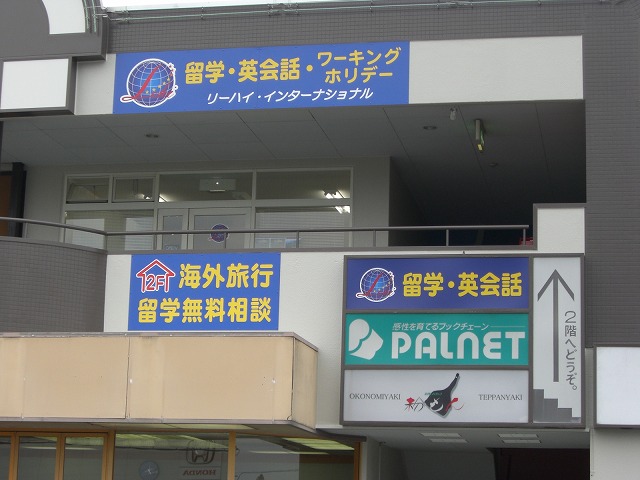 留学・英会話・ワーキング
ホリデー
リーハイ・インターナショナル
2F 海外旅行
留学無料相談
留学・英会話
感性を育てるブックチェーン
PALNET
OKONOMIYAKI
TEPPANYAKI
2階へどうぞ。
HONDA